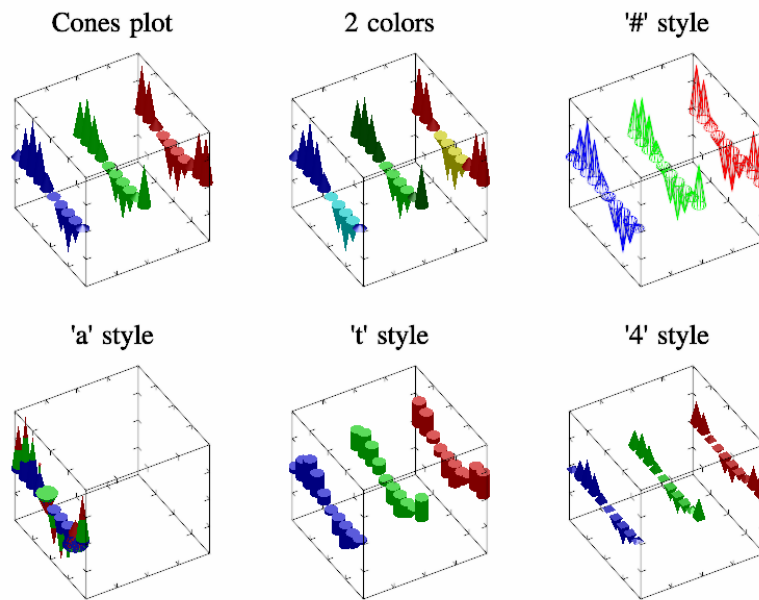 Cones plot
2 colors
'#' style
'a' style
't' style
'4' style